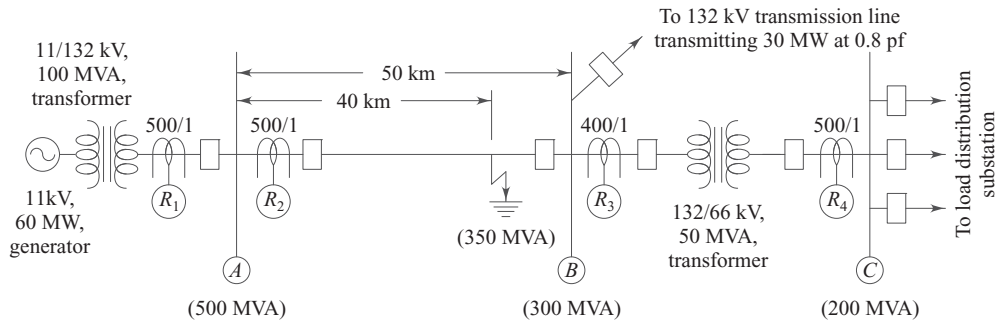 To 132 kV transmission line
transmitting 30 MW at 0.8 pf
11/132 kV,
100 MVA,
transformer
50 km
40 km
500/1
500/1
400/1
500/1
R1
R2
R3
R4
11kV,
60 MW,
generator
(350 MVA)
132/66 kV,
50 MVA,
transformer
To load distribution
substation
A
B
C
(500 MVA)
(300 MVA)
(200 MVA)